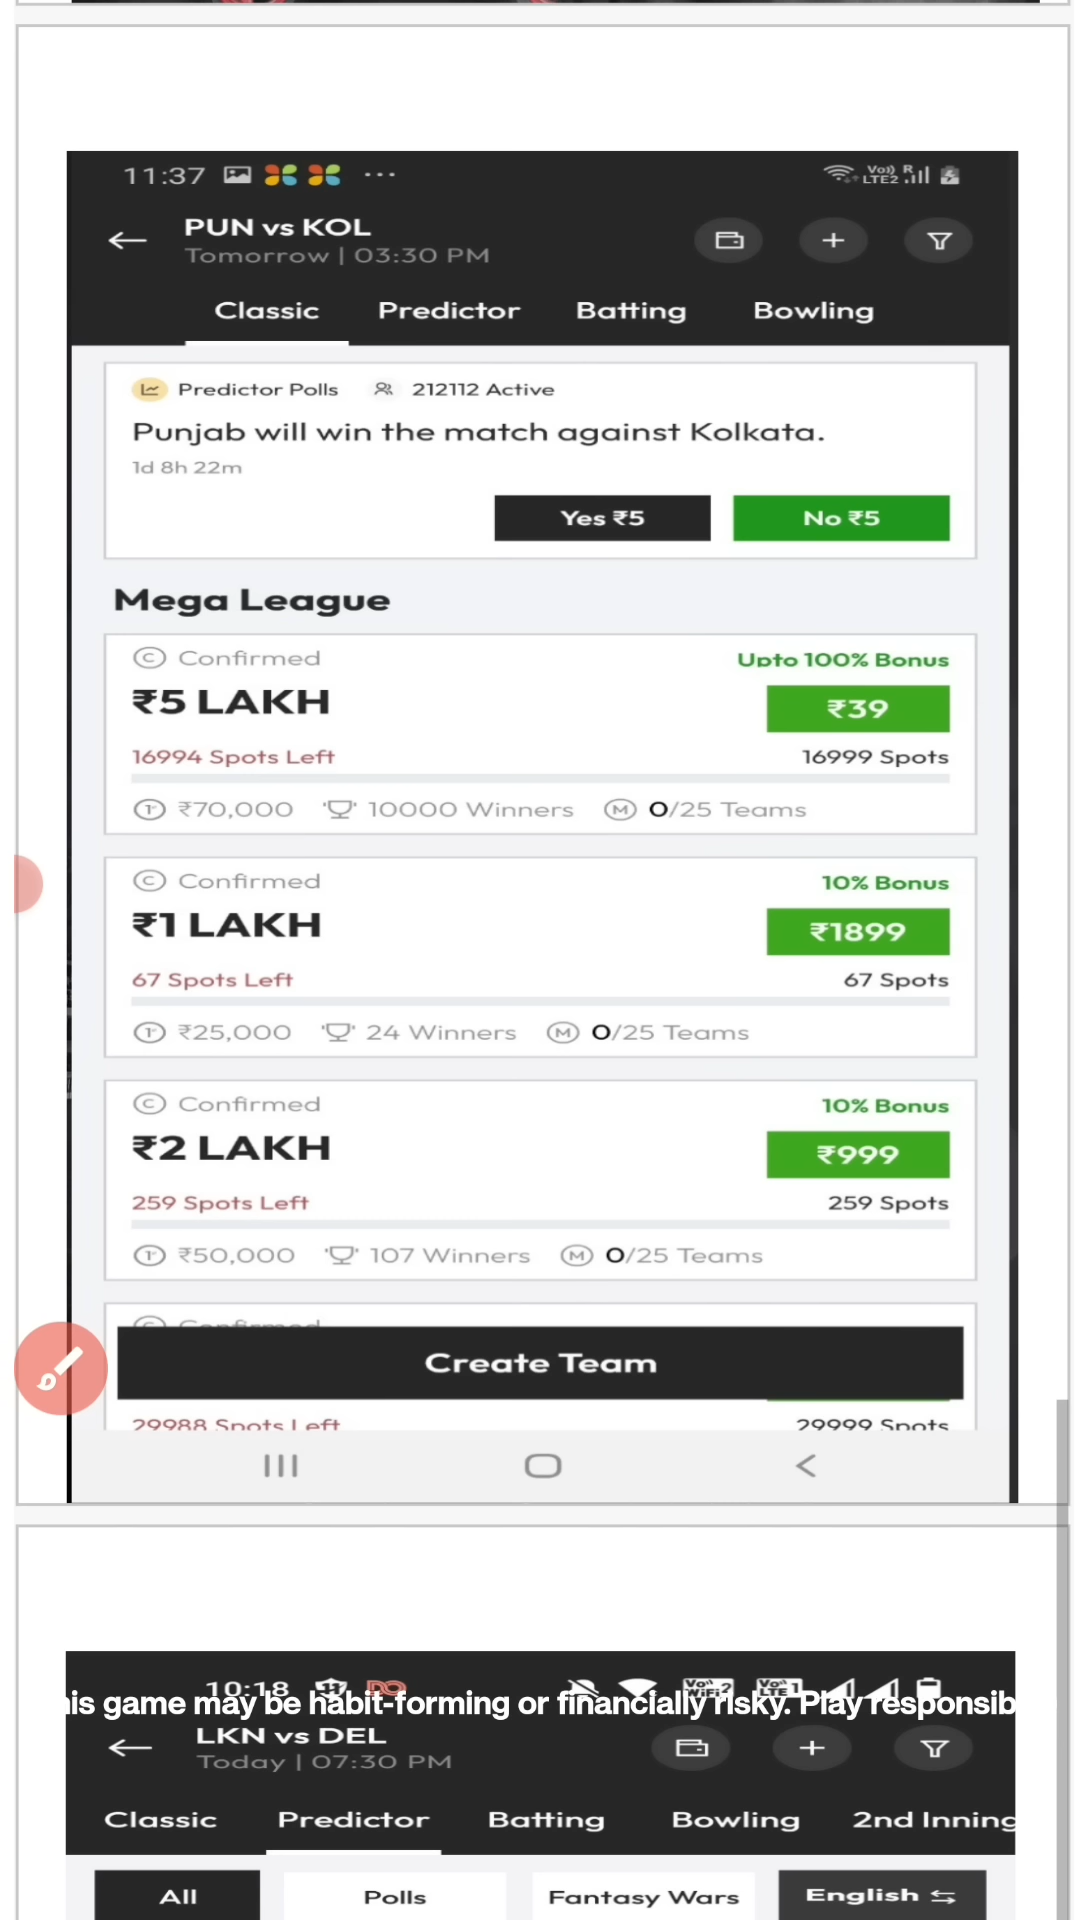 11:37
PUN vs KOL
Tomorrow | 03:30 PM
Classic Predictor Batting Bowling
Predictor Polls 212112 Active
Punjab will win the match against Kolkata.
1d 8h 22m
Yes ₹5 No ₹5
Mega League
Confirmed Upto 100% Bonus
₹5 LAKH ₹39
16994 Spots Left 16999 Spots
₹70,000 10000 Winners M 0/25 Teams
Confirmed 10% Bonus
₹1 LAKH ₹1899
67 Spots Left 67 Spots
₹25,000 24 Winners M 0/25 Teams
Confirmed 10% Bonus
₹2 LAKH ₹999
259 Spots Left 259 Spots
₹50,000 107 Winners M 0/25 Teams
Confirmed
Create Team
29988 Spots Left 29999 Spots
10:18
is game may be habit-forming or financially risky. Play responsib
LKN vs DEL
Today | 07:30 PM
Classic Predictor Batting Bowling 2nd Inning
All Polls Fantasy Wars English